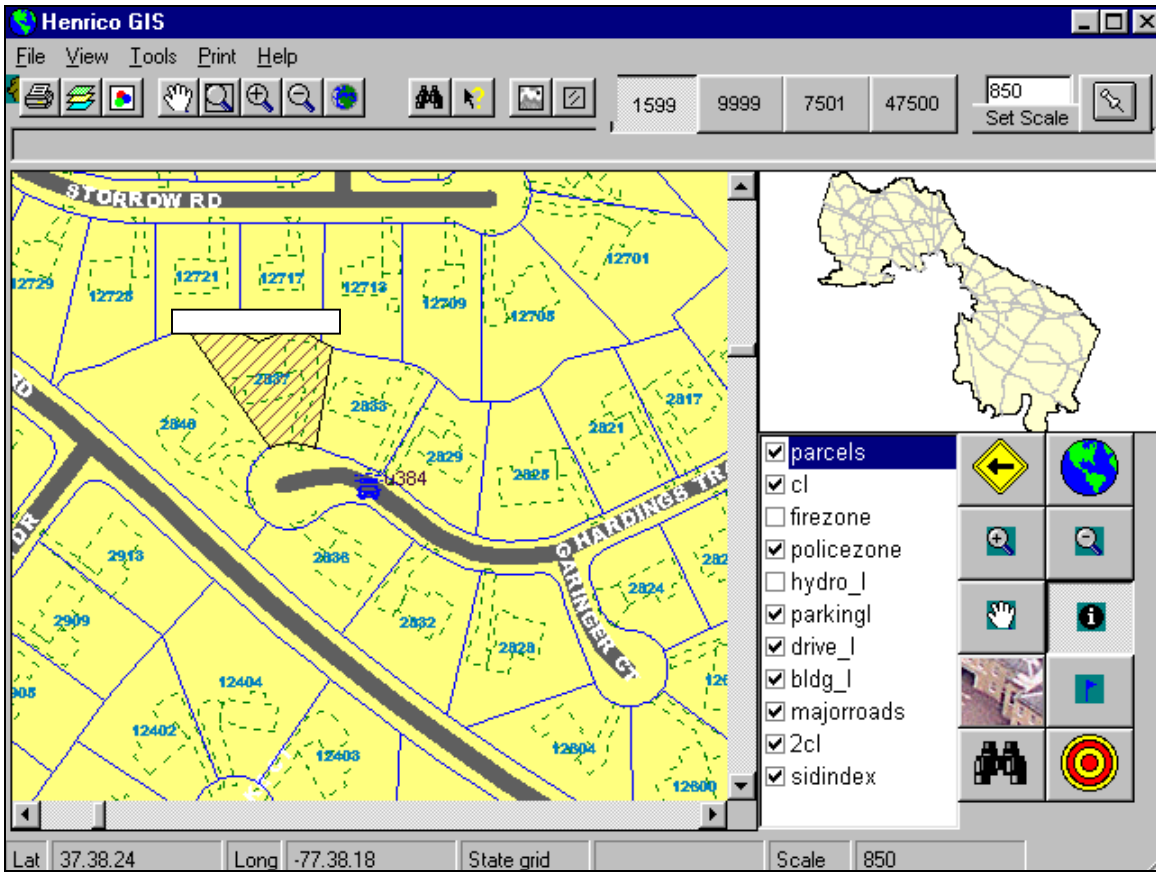 Henrico GIS
File View Tools Print Help
1599 9999 7501 47500
850
Set Scale
STORROW RD
12729
12721
12717
12713
12709
12705
12701
2837
2833
2829
2825
2821
2817
u384
HARDINGS TRA
GARINGER CT
RD
DR
2913
2909
2836
2832
2828
2824
12404
12402
12403
12604
12600
parcels
cl
firezone
policezone
hydro_l
parkingl
drive_l
bldg_l
majorroads
2cl
sidindex
Lat 37.38.24 Long -77.38.18 State grid Scale 850